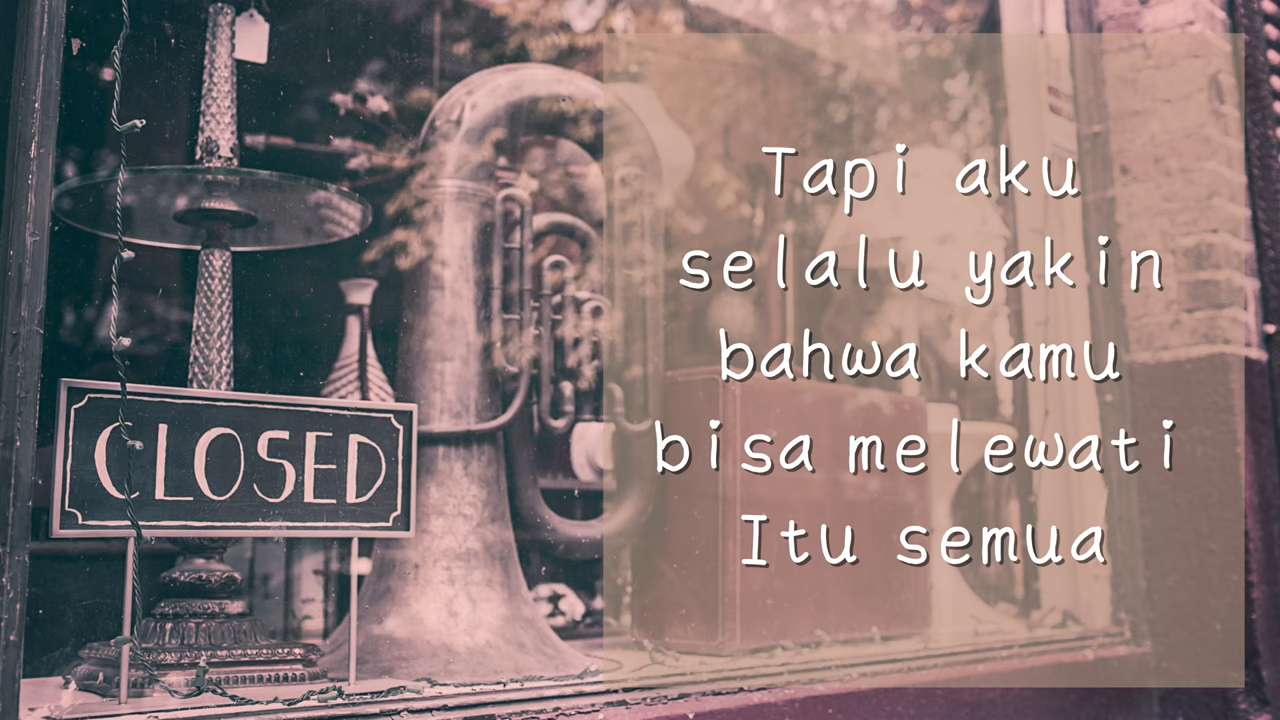 CLOSED
Tapi aku
selalu yakin
bahwa kamu
bisa melewati
Itu semua